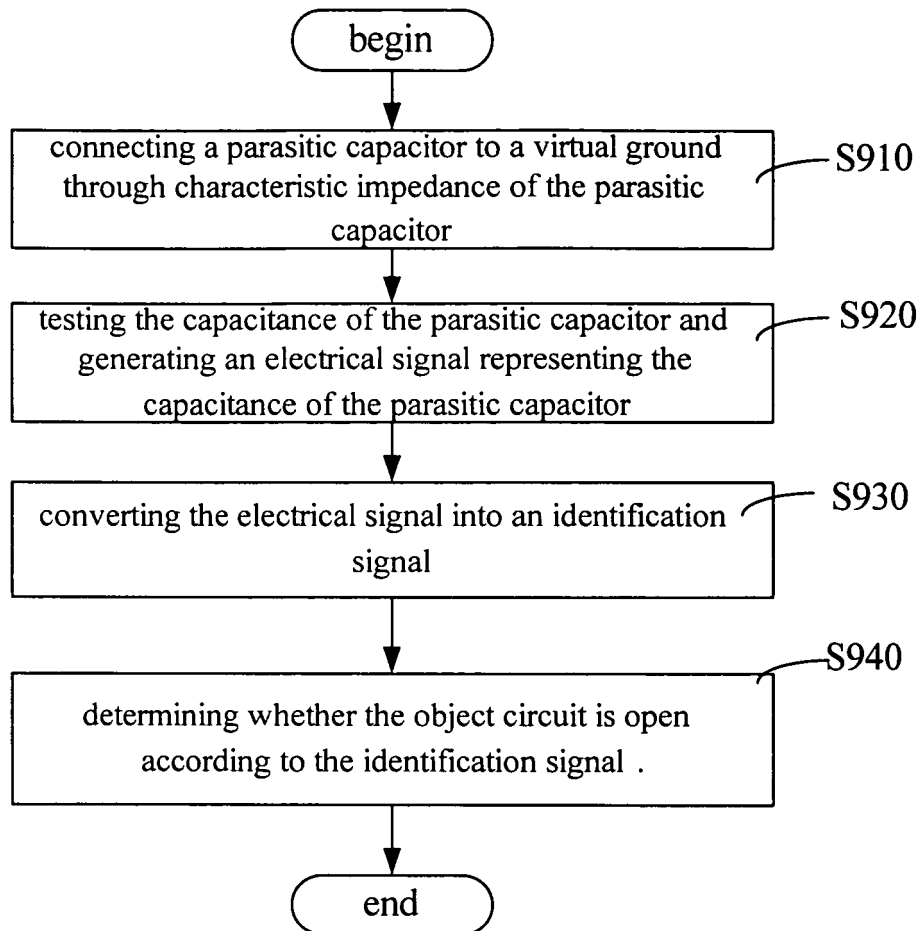 begin
connecting a parasitic capacitor to a virtual ground
through characteristic impedance of the parasitic
capacitor
S910
testing the capacitance of the parasitic capacitor and
generating an electrical signal representing the
capacitance of the parasitic capacitor
S920
converting the electrical signal into an identification
signal
S930
determining whether the object circuit is open
according to the identification signal .
S940
end